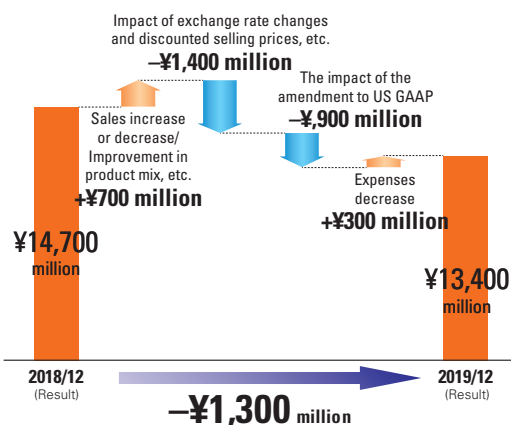 Impact of exchange rate changes
and discounted selling prices, etc.
–¥1,400 million
The impact of the
amendment to US GAAP
–¥,900 million
Sales increase
or decrease/
Improvement in
product mix, etc.
+¥700 million
Expenses
decrease
+¥300 million
¥14,700
million
¥13,400
million
2018/12
(Result)
2019/12
(Result)
–¥1,300 million